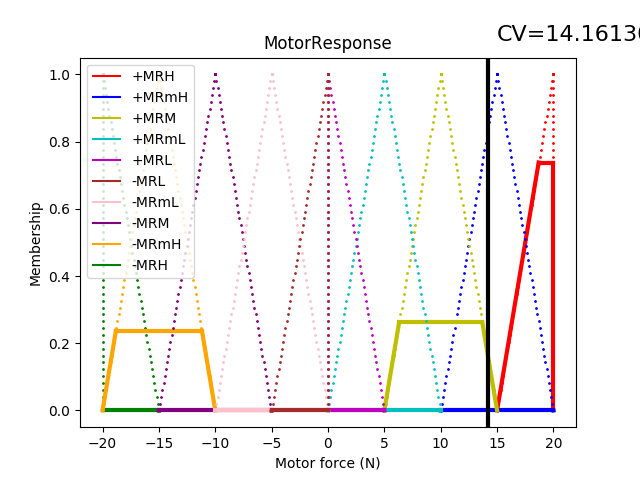 CV=14.1613
MotorResponse
Membership
1.0
0.8
0.6
0.4
0.2
0.0
+MRH
+MRmH
+MRM
+MRmL
+MRL
-MRL
-MRmL
-MRM
-MRmH
-MRH
−20 −15 −10 −5 0 5 10 15 20
Motor force (N)